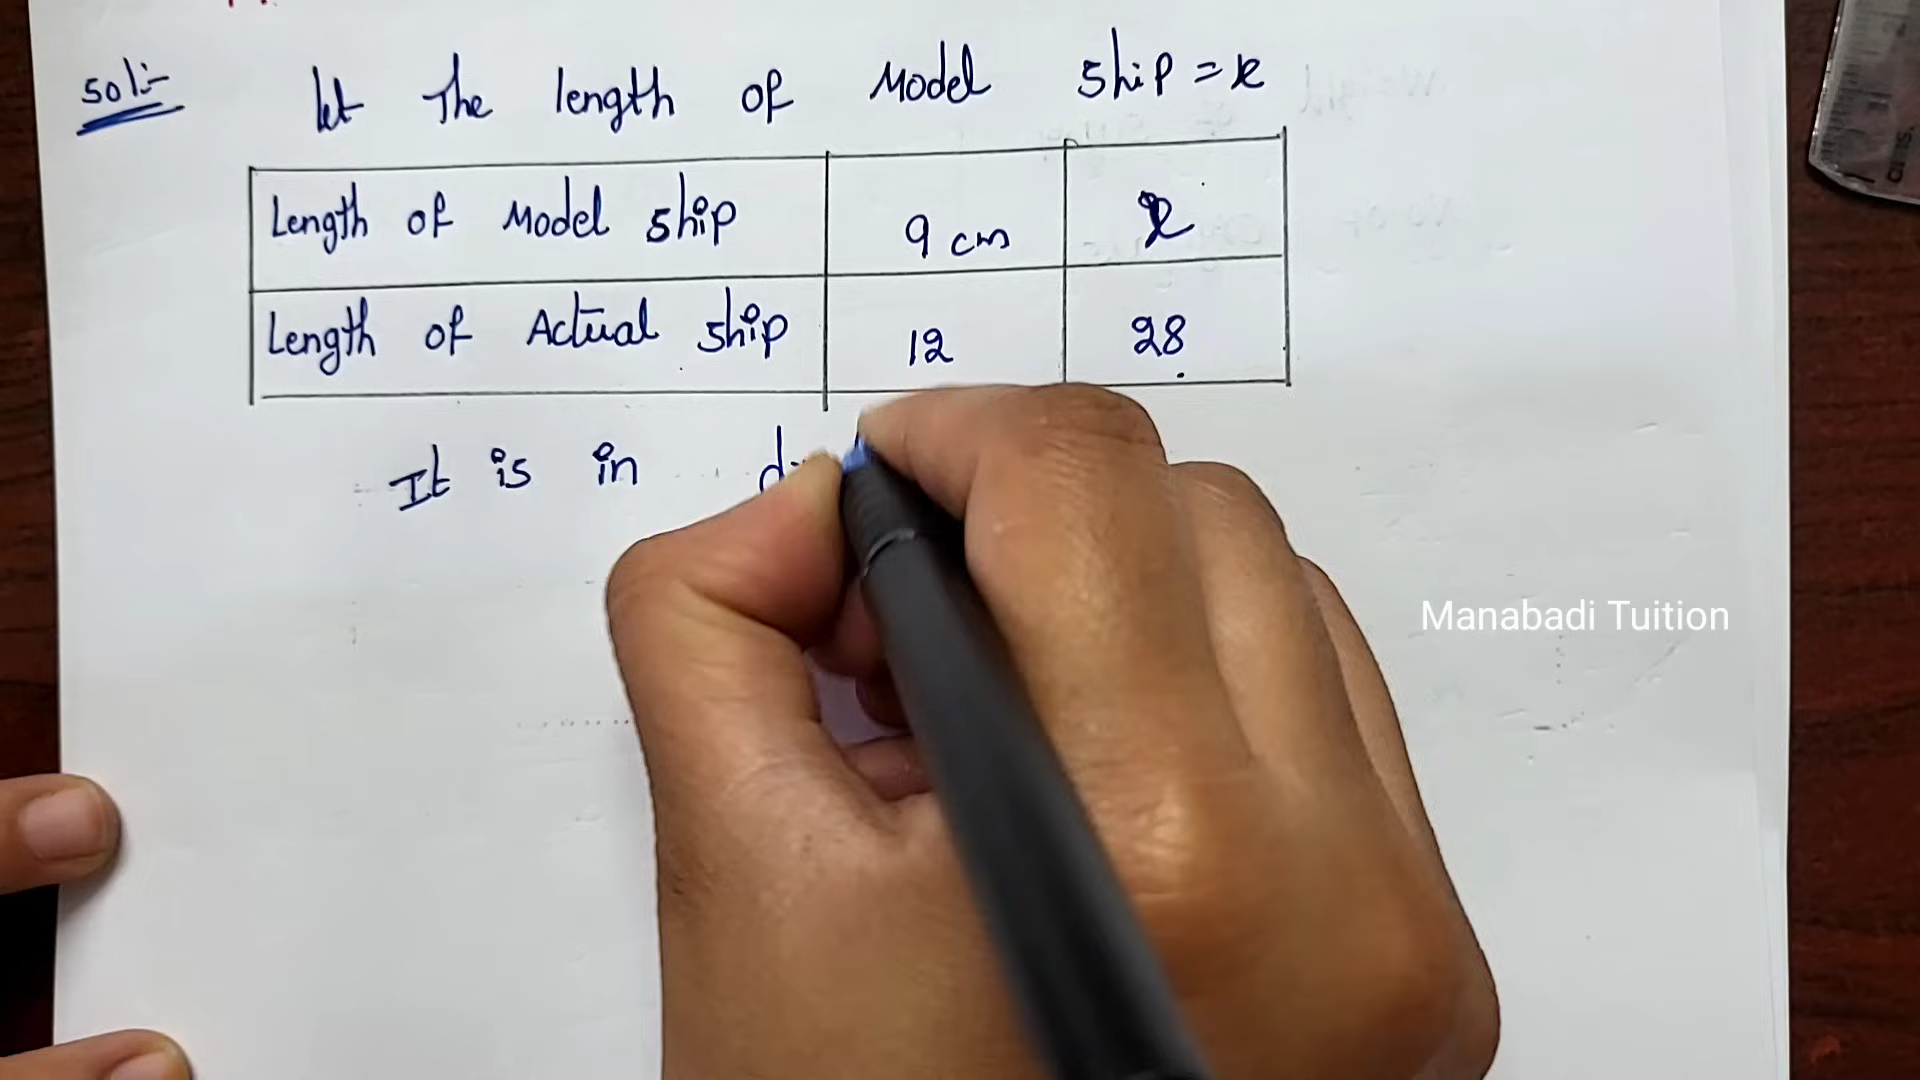 Sol:-
let The length of Model Ship = x
Length of Model Ship 9 cm x
Length of Actual Ship 12 28
It is in
Manabadi Tuition